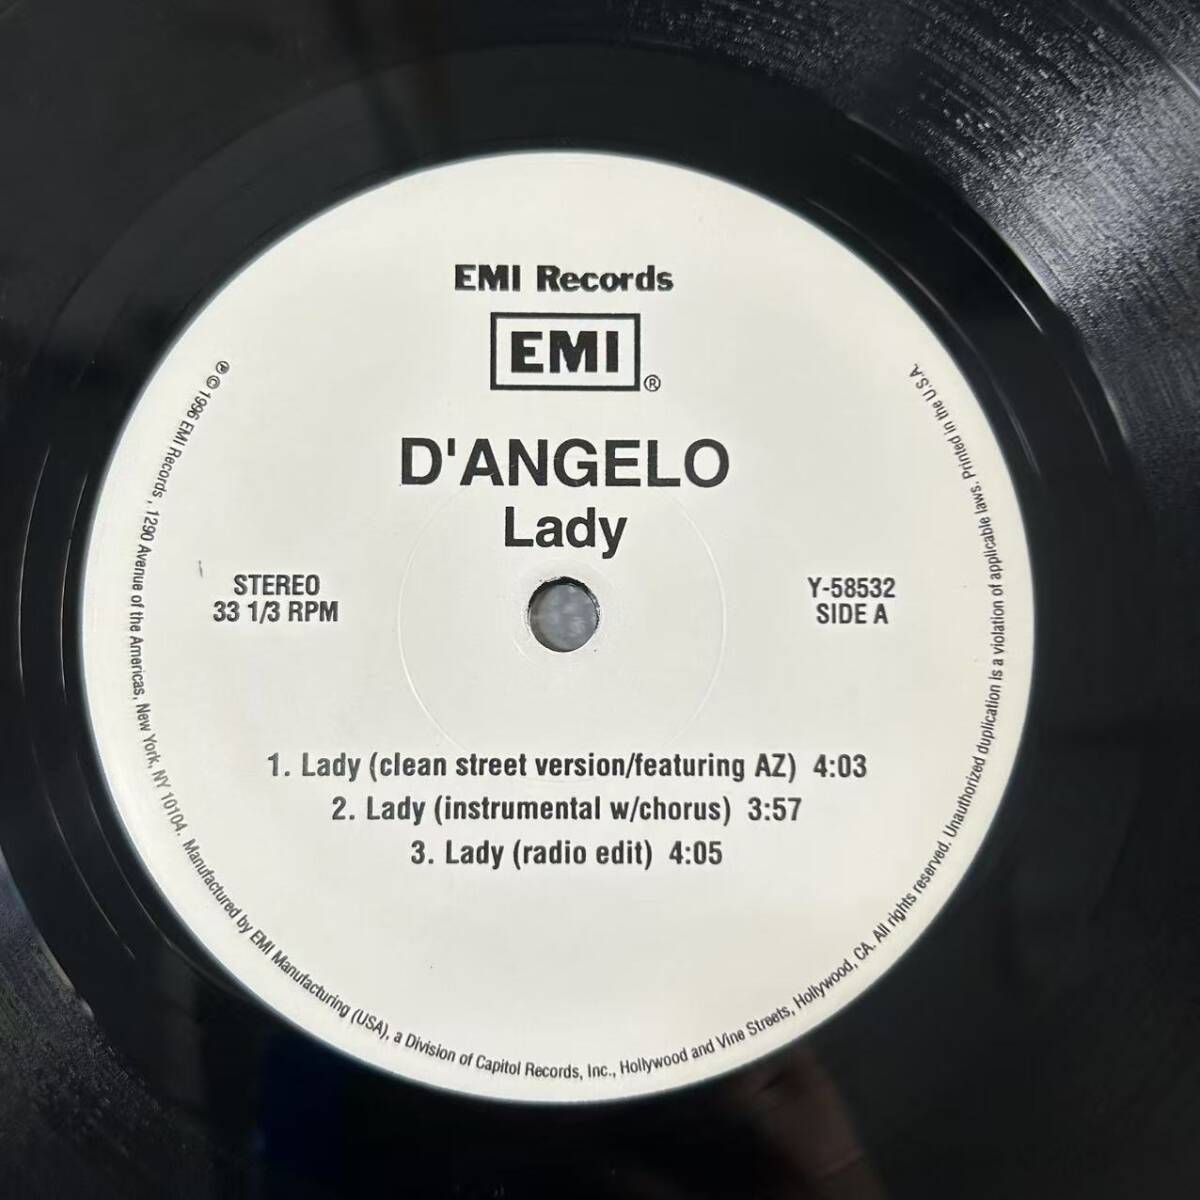 EMI Records
EMI®
D'ANGELO
Lady
STEREO
33 1/3 RPM
Y-58532
SIDE A
1. Lady (clean street version/featuring AZ) 4:03
2. Lady (instrumental w/chorus) 3:57
3. Lady (radio edit) 4:05
℗ © 1996 EMI Records , 1290 Avenue of the Americas, New York, NY 10104. Manufactured by EMI Manufacturing (USA), a Division of Capitol Records, Inc., Hollywood and Vine Streets, Hollywood, CA. All rights reserved. Unauthorized duplication is a violation of applicable laws. Printed in the U.S.A.